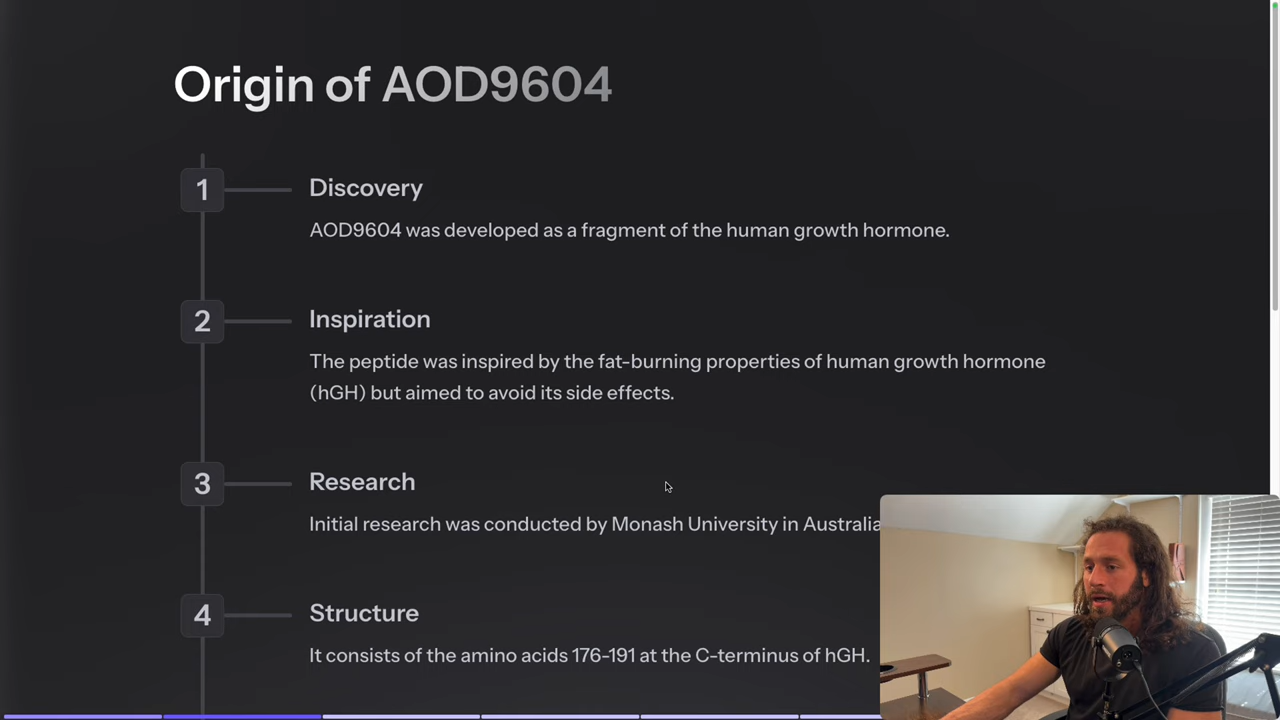 Origin of AOD9604
1
Discovery
AOD9604 was developed as a fragment of the human growth hormone.
2
Inspiration
The peptide was inspired by the fat-burning properties of human growth hormone
(hGH) but aimed to avoid its side effects.
3
Research
Initial research was conducted by Monash University in Australia
4
Structure
It consists of the amino acids 176-191 at the C-terminus of hGH.